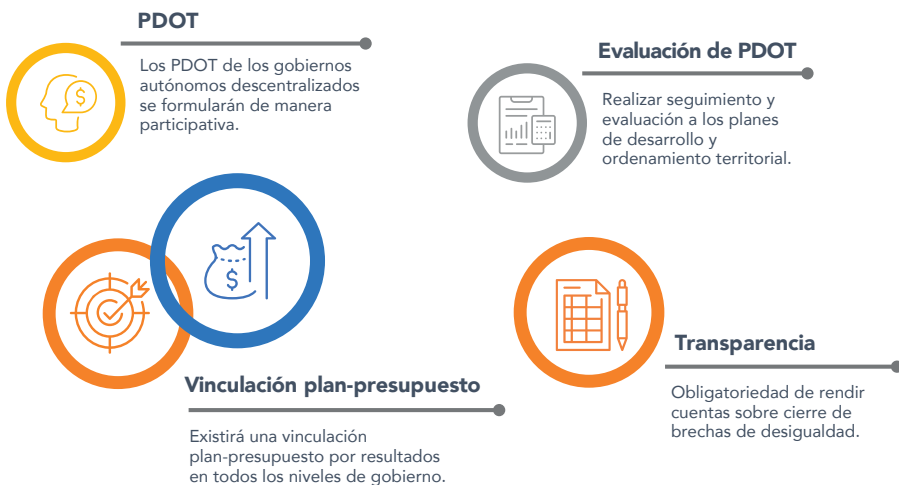 PDOT
Los PDOT de los gobiernos
autónomos descentralizados
se formularán de manera
participativa.
Evaluación de PDOT
Realizar seguimiento y
evaluación a los planes
de desarrollo y
ordenamiento territorial.
$
$
Vinculación plan-presupuesto
Existirá una vinculación
plan-presupuesto por resultados
en todos los niveles de gobierno.
Transparencia
Obligatoriedad de rendir
cuentas sobre cierre de
brechas de desigualdad.